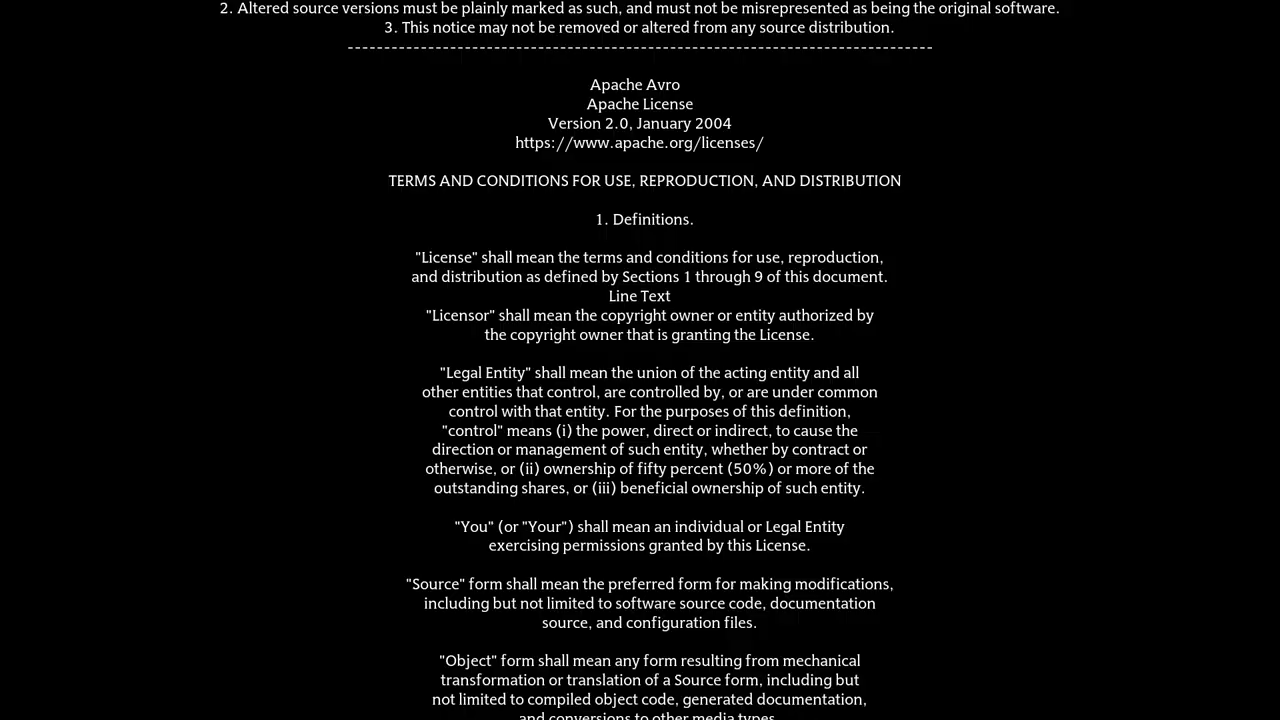 2. Altered source versions must be plainly marked as such, and must not be misrepresented as being the original software.
3. This notice may not be removed or altered from any source distribution.
-----------------------------------------------------------------
Apache Avro
Apache License
Version 2.0, January 2004
https://www.apache.org/licenses/
TERMS AND CONDITIONS FOR USE, REPRODUCTION, AND DISTRIBUTION
1. Definitions.
"License" shall mean the terms and conditions for use, reproduction,
and distribution as defined by Sections 1 through 9 of this document.
Line Text
"Licensor" shall mean the copyright owner or entity authorized by
the copyright owner that is granting the License.
"Legal Entity" shall mean the union of the acting entity and all
other entities that control, are controlled by, or are under common
control with that entity. For the purposes of this definition,
"control" means (i) the power, direct or indirect, to cause the
direction or management of such entity, whether by contract or
otherwise, or (ii) ownership of fifty percent (50%) or more of the
outstanding shares, or (iii) beneficial ownership of such entity.
"You" (or "Your") shall mean an individual or Legal Entity
exercising permissions granted by this License.
"Source" form shall mean the preferred form for making modifications,
including but not limited to software source code, documentation
source, and configuration files.
"Object" form shall mean any form resulting from mechanical
transformation or translation of a Source form, including but
not limited to compiled object code, generated documentation,
and conversions to other media types.